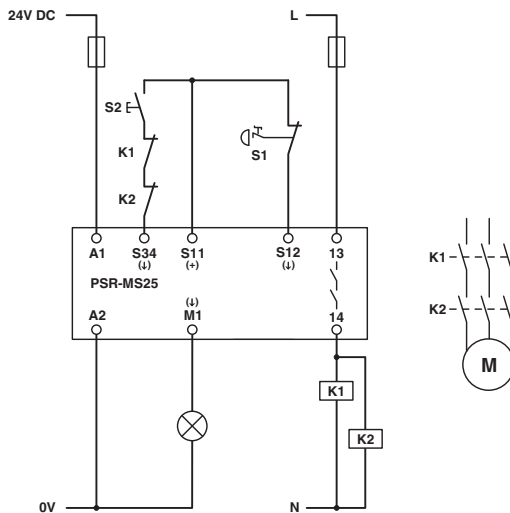 24V DC
L
S2
K1
S1
K2
A1
S34
S11
S12
13
(↓)
(+)
(↓)
PSR-MS25
(↓)
A2
M1
14
K1
K2
0V
N
K1
K2
M